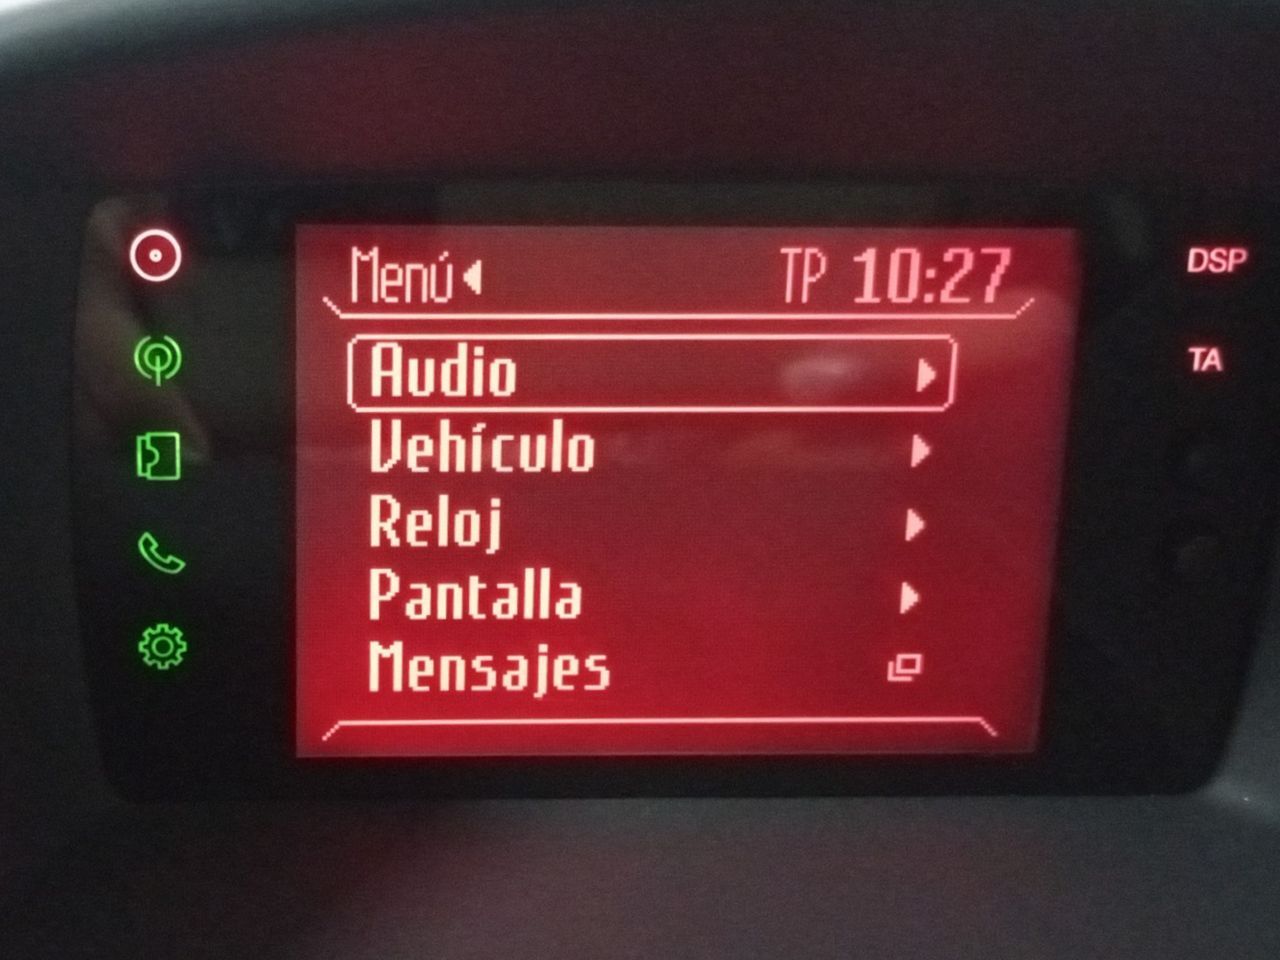 Menú
TP 10:27
DSP
Audio
TA
Vehículo
Reloj
Pantalla
Mensajes